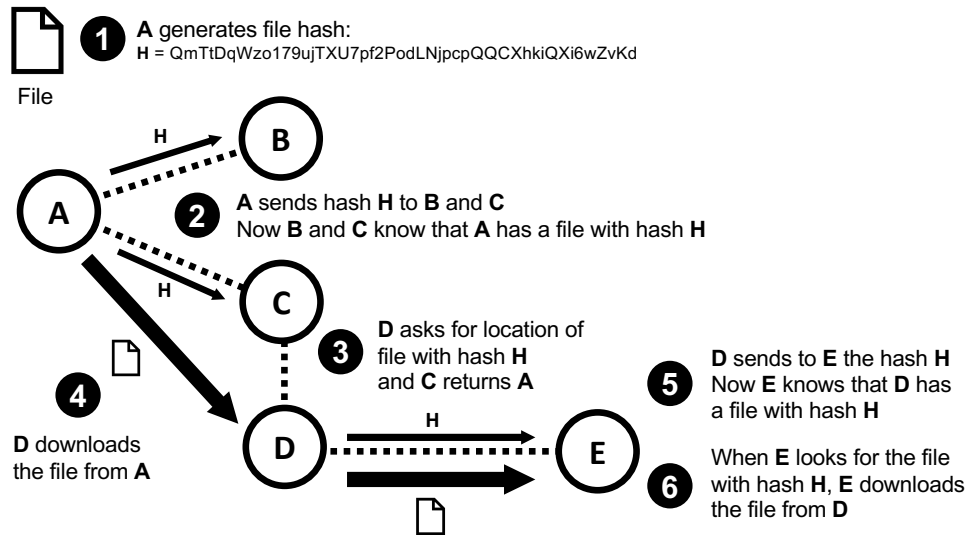 1
A generates file hash:
H = QmTtDqWzo179ujTXU7pf2PodLNjpcpQQCXhkiQXi6wZvKd
File
H
B
A
2
A sends hash H to B and C
Now B and C know that A has a file with hash H
H
C
3
D asks for location of
file with hash H
and C returns A
4
D downloads
the file from A
D
H
E
5
D sends to E the hash H
Now E knows that D has
a file with hash H
6
When E looks for the file
with hash H, E downloads
the file from D